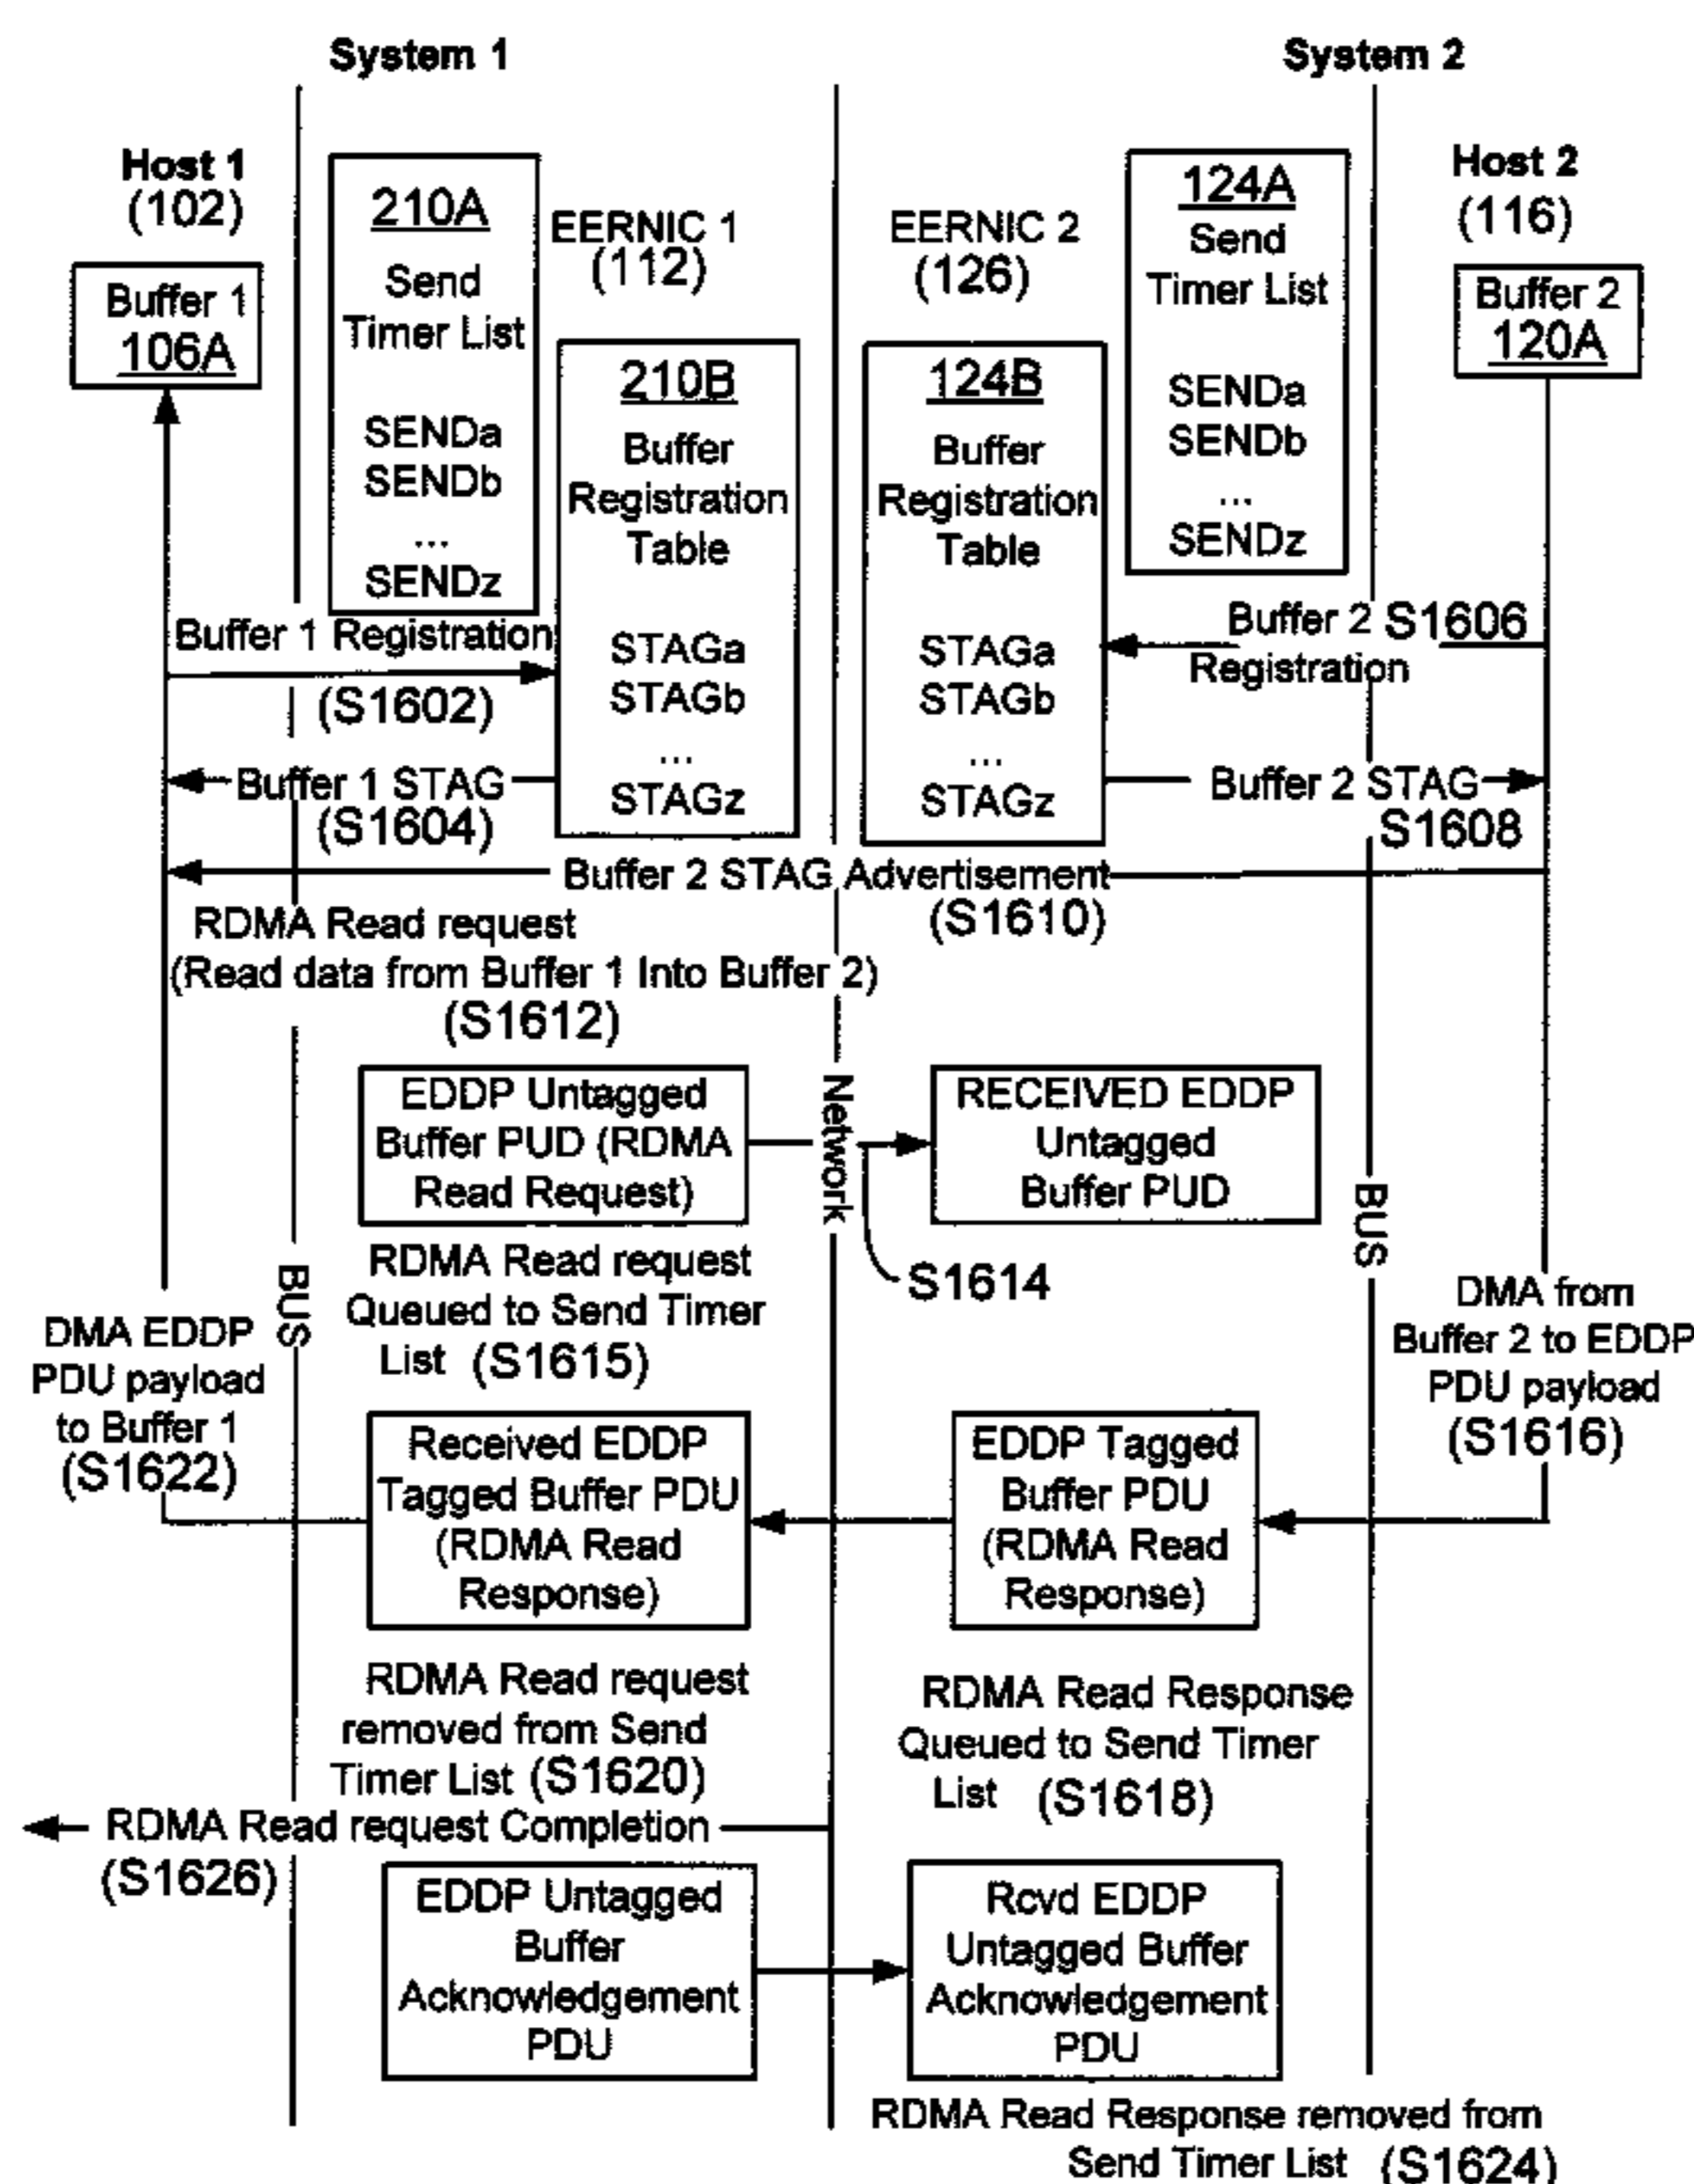 System 1
System 2
Host 1
(102)
210A
Send
Timer List
SENDa
SENDb
...
SENDz
EERNIC 1
(112)
EERNIC 2
(126)
124A
Send
Timer List
SENDa
SENDb
...
SENDz
Host 2
(116)
Buffer 1
106A
Buffer 2
120A
210B
Buffer
Registration
Table
STAGa
STAGb
...
STAGz
124B
Buffer
Registration
Table
STAGa
STAGb
...
STAGz
Buffer 1 Registration
(S1602)
Buffer 2 S1606
Registration
Buffer 1 STAG
(S1604)
Buffer 2 STAG
S1608
Buffer 2 STAG Advertisement
(S1610)
RDMA Read request
(Read data from Buffer 1 Into Buffer 2)
(S1612)
EDDP Untagged
Buffer PUD (RDMA
Read Request)
Network
RECEIVED EDDP
Untagged
Buffer PUD
S1614
BUS
BUS
RDMA Read request
Queued to Send Timer
List (S1615)
DMA EDDP
PDU payload
to Buffer 1
(S1622)
DMA from
Buffer 2 to EDDP
PDU payload
(S1616)
Received EDDP
Tagged Buffer PDU
(RDMA Read
Response)
EDDP Tagged
Buffer PDU
(RDMA Read
Response)
RDMA Read request
removed from Send
Timer List (S1620)
RDMA Read Response
Queued to Send Timer
List (S1618)
RDMA Read request Completion
(S1626)
EDDP Untagged
Buffer
Acknowledgement
PDU
Rcvd EDDP
Untagged Buffer
Acknowledgement
PDU
RDMA Read Response removed from
Send Timer List (S1624)